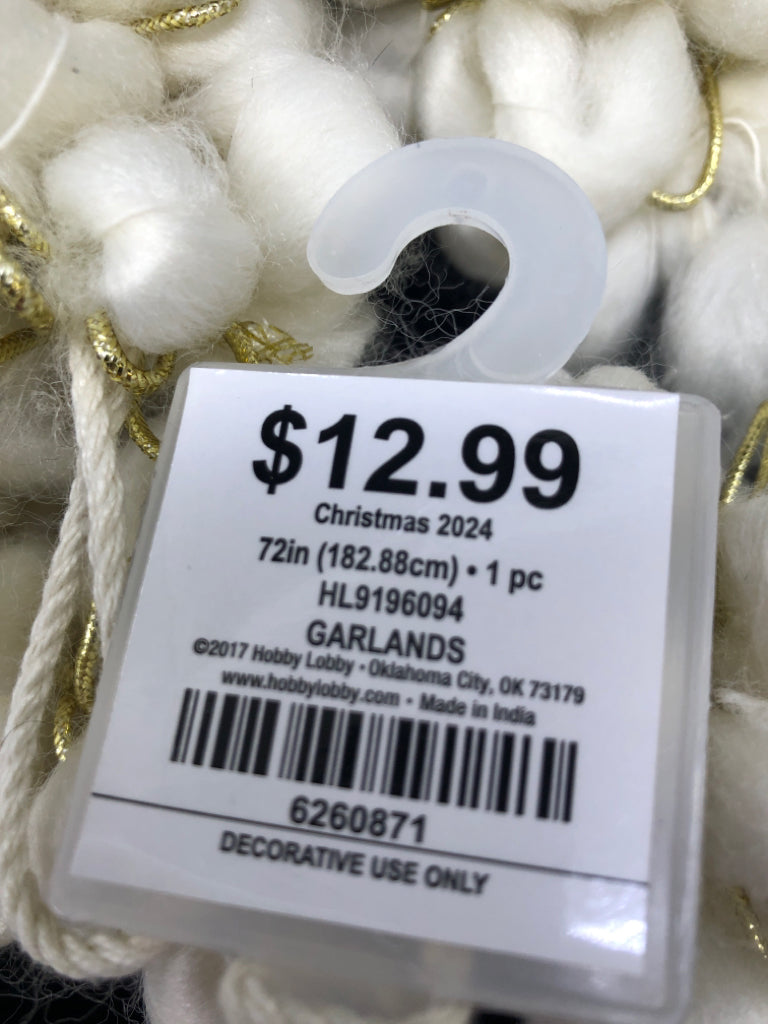 $12.99
Christmas 2024
72in (182.88cm) • 1 pc
HL9196094
GARLANDS
©2017 Hobby Lobby • Oklahoma City, OK 73179
www.hobbylobby.com • Made in India
6260871
DECORATIVE USE ONLY